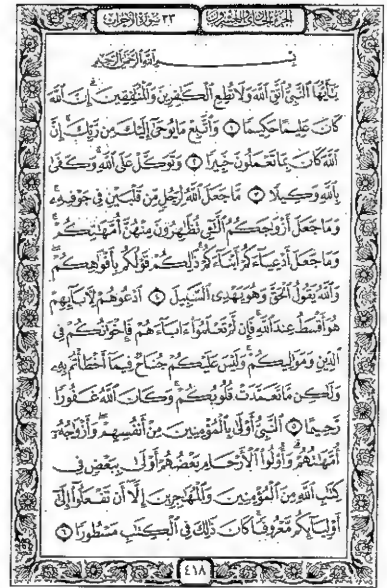 الجزء الحادي والعشرون ٣٣ سورة الأحزاب
بِسْمِ اللَّهِ الرَّحْمَٰنِ الرَّحِيمِ
يَٰٓأَيُّهَا ٱلنَّبِىُّ ٱتَّقِ ٱللَّهَ وَلَا تُطِعِ ٱلْكَٰفِرِينَ وَٱلْمُنَٰفِقِينَ إِنَّ ٱللَّهَ
كَانَ عَلِيمًا حَكِيمًا ١ وَٱتَّبِعْ مَا يُوحَىٰٓ إِلَيْكَ مِن رَّبِّكَ إِنَّ
ٱللَّهَ كَانَ بِمَا تَعْمَلُونَ خَبِيرًا ٢ وَتَوَكَّلْ عَلَى ٱللَّهِ وَكَفَىٰ
بِٱللَّهِ وَكِيلًا ٣ مَّا جَعَلَ ٱللَّهُ لِرَجُلٍ مِّن قَلْبَيْنِ فِى جَوْفِهِۦ
وَمَا جَعَلَ أَزْوَٰجَكُمُ ٱلَّٰٓـِٔى تُظَٰهِرُونَ مِنْهُنَّ أُمَّهَٰتِكُمْ
وَمَا جَعَلَ أَدْعِيَآءَكُمْ أَبْنَآءَكُمْ ذَٰلِكُمْ قَوْلُكُم بِأَفْوَٰهِكُمْ
وَٱللَّهُ يَقُولُ ٱلْحَقَّ وَهُوَ يَهْدِى ٱلسَّبِيلَ ٤ ٱدْعُوهُمْ لِءَابَآئِهِمْ
هُوَ أَقْسَطُ عِندَ ٱللَّهِ فَإِن لَّمْ تَعْلَمُوٓا۟ ءَابَآءَهُمْ فَإِخْوَٰنُكُمْ فِى
ٱلدِّينِ وَمَوَٰلِيكُمْ وَلَيْسَ عَلَيْكُمْ جُنَاحٌ فِيمَآ أَخْطَأْتُم بِهِۦ
وَلَٰكِن مَّا تَعَمَّدَتْ قُلُوبُكُمْ وَكَانَ ٱللَّهُ غَفُورًا
رَّحِيمًا ٥ ٱلنَّبِىُّ أَوْلَىٰ بِٱلْمُؤْمِنِينَ مِنْ أَنفُسِهِمْ وَأَزْوَٰجُهُۥٓ
أُمَّهَٰتُهُمْ وَأُو۟لُوا۟ ٱلْأَرْحَامِ بَعْضُهُمْ أَوْلَىٰ بِبَعْضٍ فِى
كِتَٰبِ ٱللَّهِ مِنَ ٱلْمُؤْمِنِينَ وَٱلْمُهَٰجِرِينَ إِلَّآ أَن تَفْعَلُوٓا۟ إِلَىٰٓ
أَوْلِيَآئِكُم مَّعْرُوفًا كَانَ ذَٰلِكَ فِى ٱلْكِتَٰبِ مَسْطُورًا ٦
٤١٨